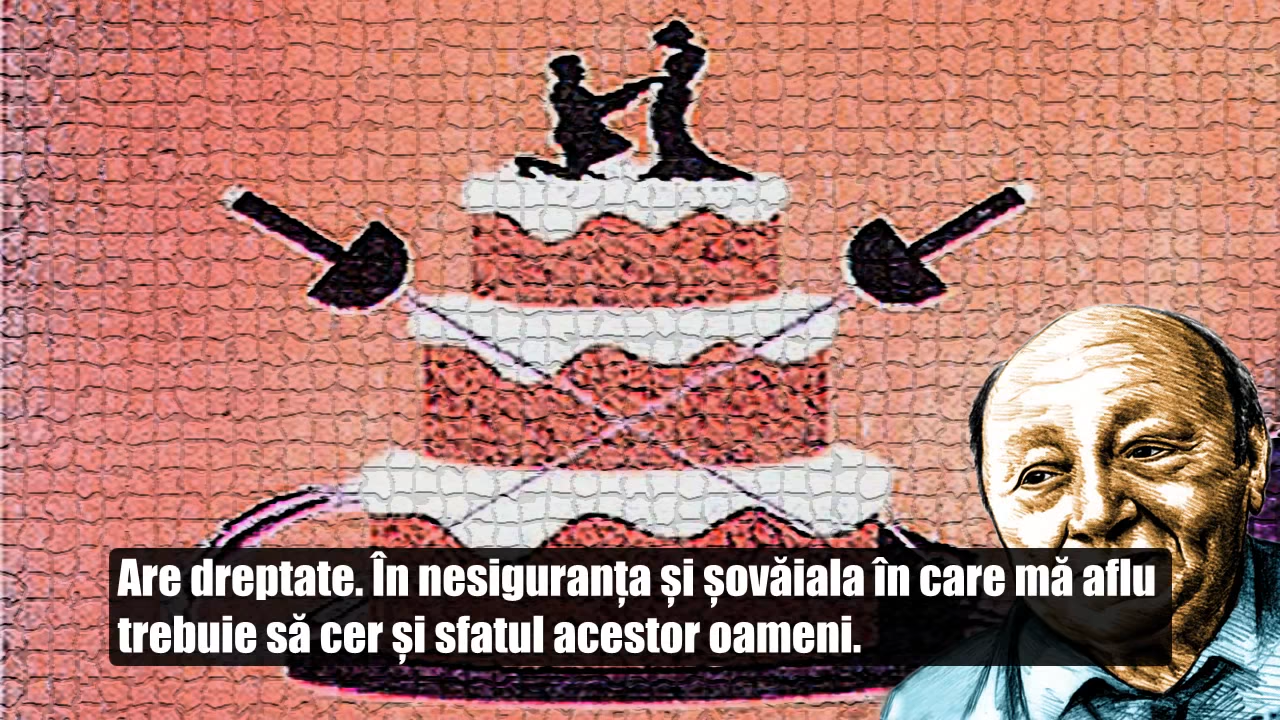 Are dreptate. În nesiguranța și șovăiala în care mă aflu
trebuie să cer și sfatul acestor oameni.